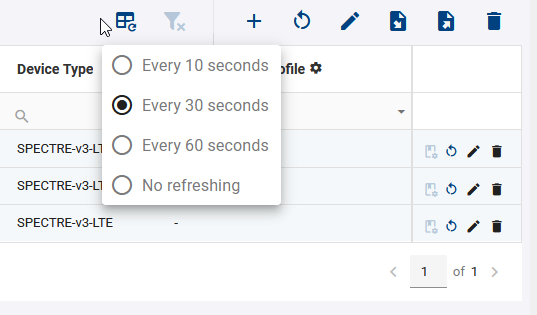 Device Type
ofile
Every 10 seconds
Every 30 seconds
Every 60 seconds
No refreshing
SPECTRE-v3-LT
SPECTRE-v3-LT
SPECTRE-v3-LTE -
1 of 1